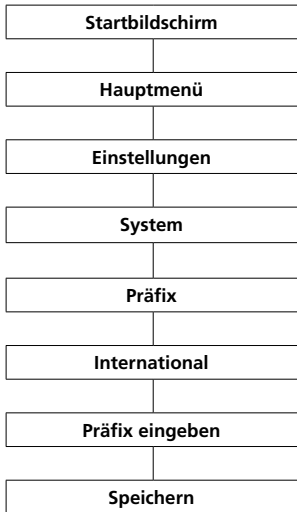 Startbildschirm
Hauptmenü
Einstellungen
System
Präfix
International
Präfix eingeben
Speichern